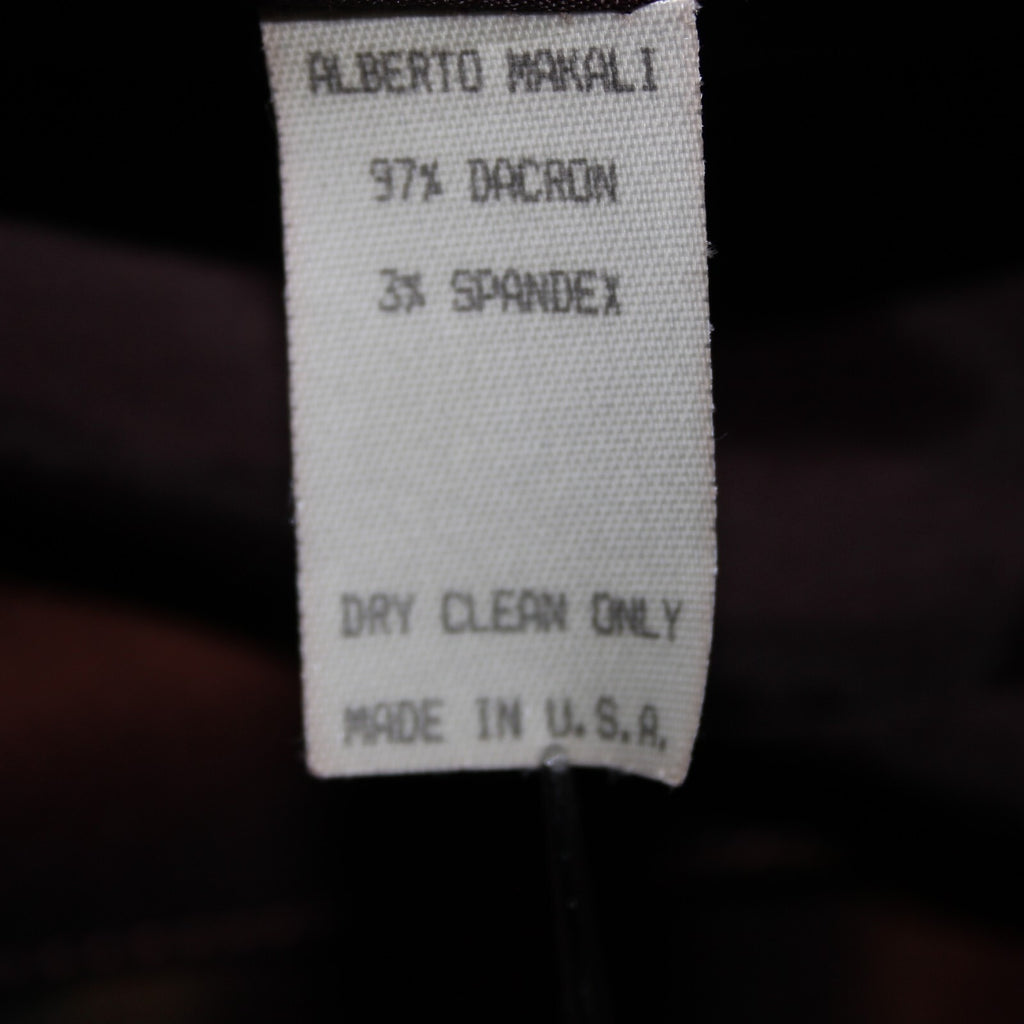 ALBERTO MAKALI
97% DACRON
3% SPANDEX
DRY CLEAN ONLY
MADE IN U.S.A.